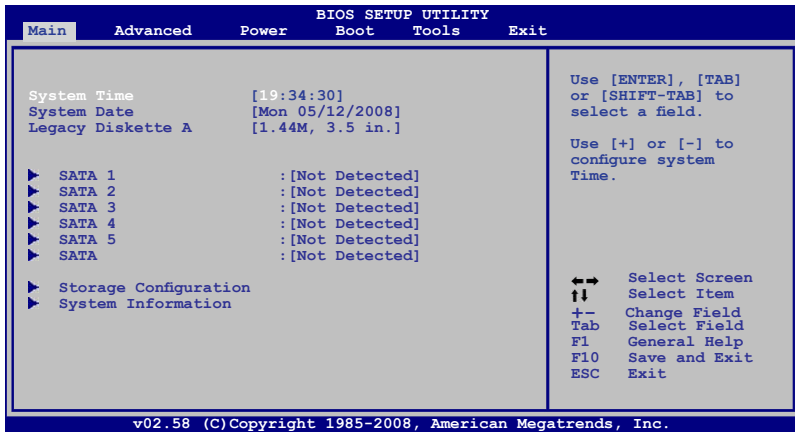 BIOS SETUP UTILITY
Main Advanced Power Boot Tools Exit
System Time [19:34:30]
System Date [Mon 05/12/2008]
Legacy Diskette A [1.44M, 3.5 in.]
SATA 1 :[Not Detected]
SATA 2 :[Not Detected]
SATA 3 :[Not Detected]
SATA 4 :[Not Detected]
SATA 5 :[Not Detected]
SATA :[Not Detected]
Storage Configuration
System Information
Use [ENTER], [TAB]
or [SHIFT-TAB] to
select a field.
Use [+] or [-] to
configure system
Time.
←→ Select Screen
↑↓ Select Item
+- Change Field
Tab Select Field
F1 General Help
F10 Save and Exit
ESC Exit
v02.58 (C)Copyright 1985-2008, American Megatrends, Inc.